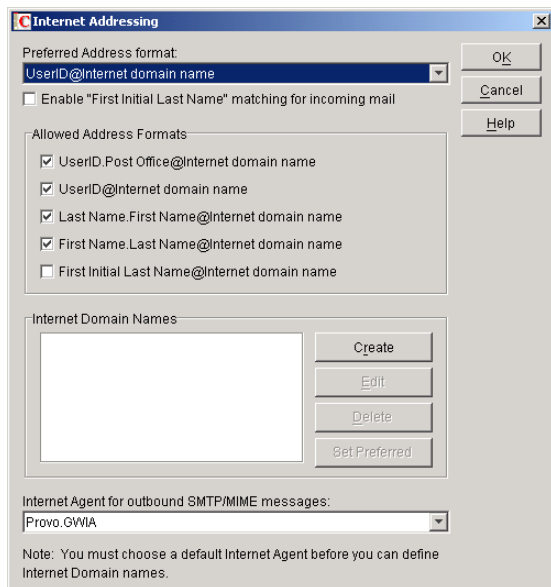 Internet Addressing
Preferred Address format:
UserID@Internet domain name
Enable "First Initial Last Name" matching for incoming mail
OK
Cancel
Help
Allowed Address Formats
UserID.Post Office@Internet domain name
UserID@Internet domain name
Last Name.First Name@Internet domain name
First Name.Last Name@Internet domain name
First Initial Last Name@Internet domain name
Internet Domain Names
Create
Edit
Delete
Set Preferred
Internet Agent for outbound SMTP/MIME messages:
Provo.GWIA
Note: You must choose a default Internet Agent before you can define
Internet Domain names.